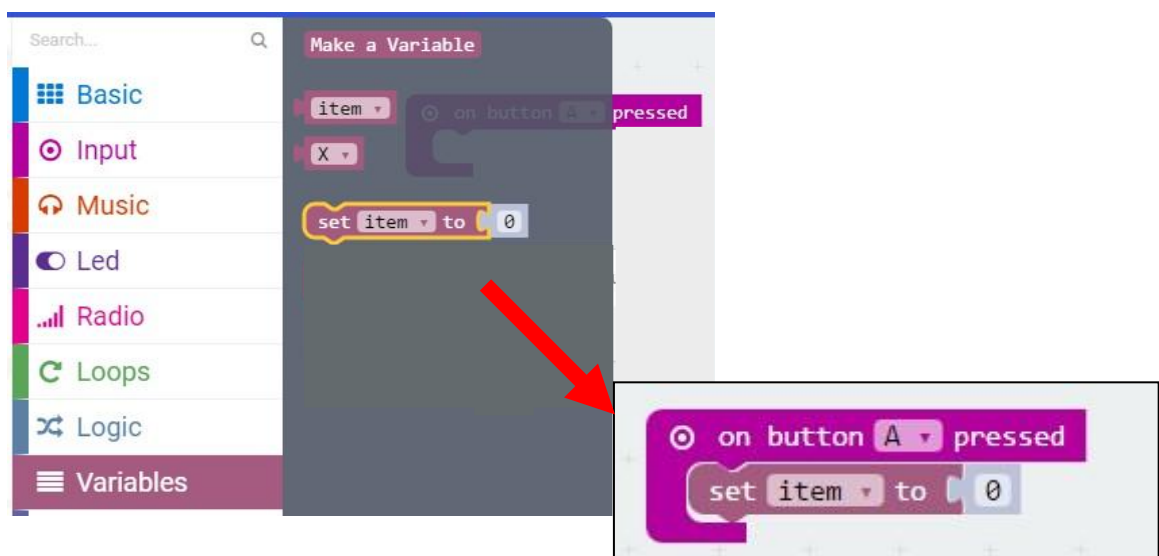 Search...
Make a Variable
Basic
item
on button A pressed
Input
X
Music
set item to 0
Led
Radio
Loops
Logic
on button A pressed
Variables
set item to 0